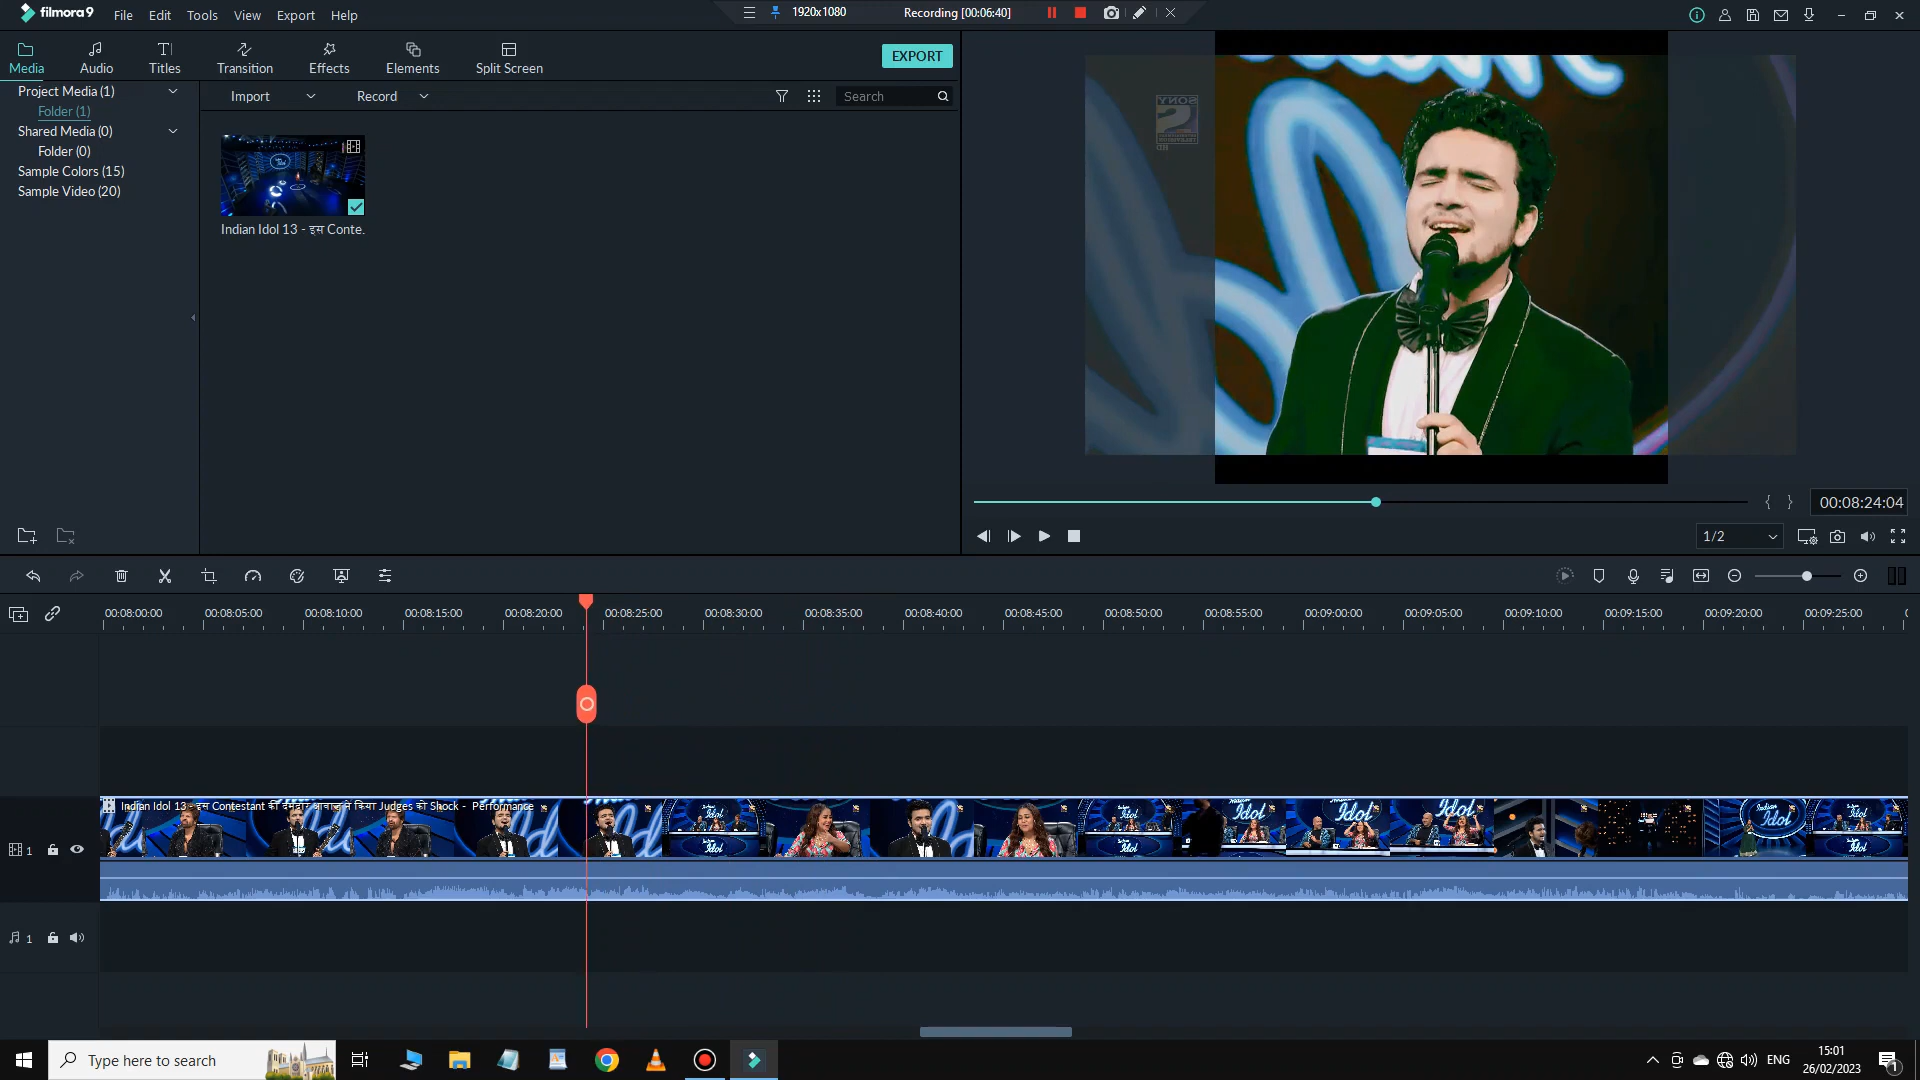 filmora9 File Edit Tools View Export Help
1920x1080 Recording [00:06:40]
Media Audio Titles Transition Effects Elements Split Screen
EXPORT
Project Media (1)
Folder (1)
Shared Media (0)
Folder (0)
Sample Colors (15)
Sample Video (20)
Import Record Search
Indian Idol 13 - इस Conte.
SONY
HD
{ } 00:08:24:04
1/2
00:08:00:00 00:08:05:00 00:08:10:00 00:08:15:00 00:08:20:00 00:08:25:00 00:08:30:00 00:08:35:00 00:08:40:00 00:08:45:00 00:08:50:00 00:08:55:00 00:09:00:00 00:09:05:00 00:09:10:00 00:09:15:00 00:09:20:00 00:09:25:00
Indian Idol 13 - इस Contestant की दमदार आवाज़ ने किया Judges को Shock - Performance
1
1
Type here to search
ENG
15:01
26/02/2023
1